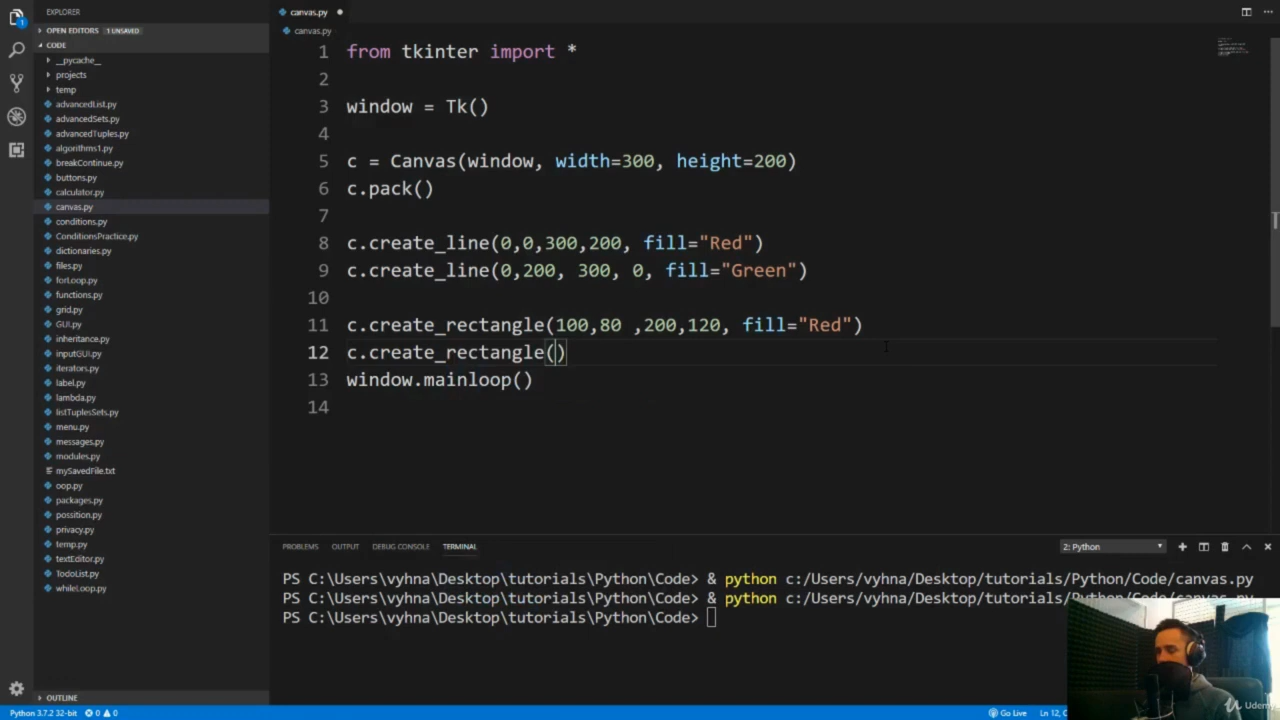 EXPLORER
OPEN EDITORS 1 UNSAVED
CODE
__pycache__
projects
temp
advancedList.py
advancedSets.py
advancedTuples.py
algorithms1.py
breakContinue.py
buttons.py
calculator.py
canvas.py
conditions.py
ConditionsPractice.py
dictionaries.py
files.py
forLoop.py
functions.py
grid.py
GUI.py
inheritance.py
inputGUI.py
iterators.py
label.py
lambda.py
listTuplesSets.py
menu.py
messages.py
modules.py
mySavedFile.txt
oop.py
packages.py
possition.py
privacy.py
temp.py
textEditor.py
TodoList.py
whileLoop.py
OUTLINE
canvas.py
canvas.py
1 from tkinter import *
2
3 window = Tk()
4
5 c = Canvas(window, width=300, height=200)
6 c.pack()
7
8 c.create_line(0,0,300,200, fill="Red")
9 c.create_line(0,200, 300, 0, fill="Green")
10
11 c.create_rectangle(100,80 ,200,120, fill="Red")
12 c.create_rectangle()
13 window.mainloop()
14
PROBLEMS OUTPUT DEBUG CONSOLE TERMINAL 2: Python
PS C:\Users\vyhna\Desktop\tutorials\Python\Code> & python c:/Users/vyhna/Desktop/tutorials/Python/Code/canvas.py
PS C:\Users\vyhna\Desktop\tutorials\Python\Code> & python c:/Users/vyhna/Desktop/tutorials/Python/Code/canvas.py
PS C:\Users\vyhna\Desktop\tutorials\Python\Code>
Python 3.7.2 32-bit 0 0 Go Live Ln 12,
Udemy